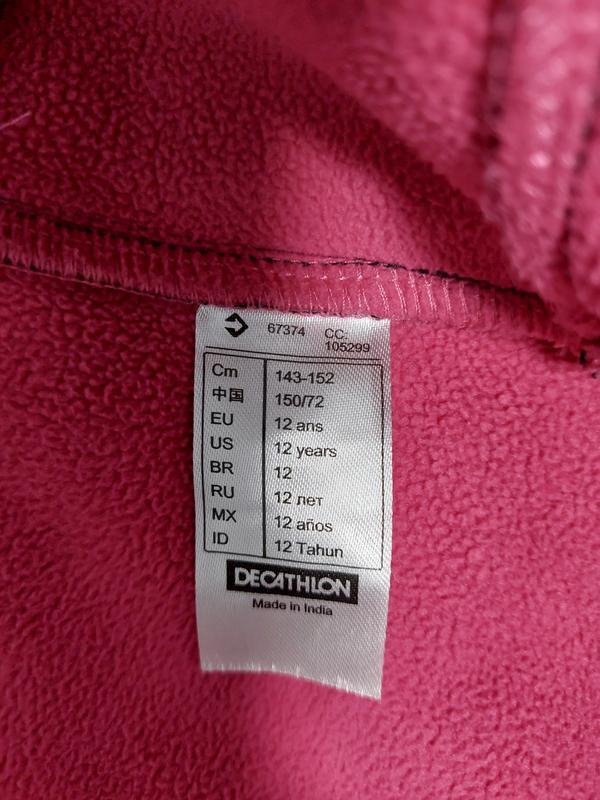 67374 CC: 105299
Cm 143-152
中国 150/72
EU 12 ans
US 12 years
BR 12
RU 12 лет
MX 12 años
ID 12 Tahun
DECATHLON
Made in India